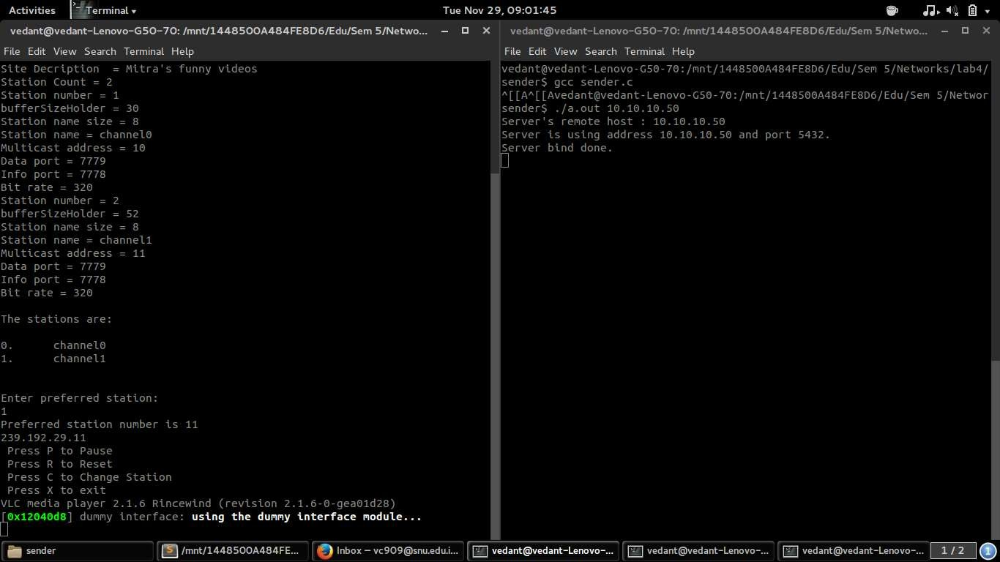 Activities Terminal Tue Nov 29, 09:01:45
vedant@vedant-Lenovo-G50-70: /mnt/1448500A484FE8D6/Edu/Sem 5/Netwo...
File Edit View Search Terminal Help
Site Decription  = Mitra's funny videos
Station Count = 2
Station number = 1
bufferSizeHolder = 30
Station name size = 8
Station name = channel0
Multicast address = 10
Data port = 7779
Info port = 7778
Bit rate = 320
Station number = 2
bufferSizeHolder = 52
Station name size = 8
Station name = channel1
Multicast address = 11
Data port = 7779
Info port = 7778
Bit rate = 320
The stations are:
0.      channel0
1.      channel1
Enter preferred station:
1
Preferred station number is 11
239.192.29.11
Press P to Pause
Press R to Reset
Press C to Change Station
Press X to exit
VLC media player 2.1.6 Rincewind (revision 2.1.6-0-gea01d28)
[0x12040d8] dummy interface: using the dummy interface module...
vedant@vedant-Lenovo-G50-70: /mnt/1448500A484FE8D6/Edu/Sem 5/Netwo...
File Edit View Search Terminal Help
vedant@vedant-Lenovo-G50-70:/mnt/1448500A484FE8D6/Edu/Sem 5/Networks/lab4/
sender$ gcc sender.c
^[[A^[[Avedant@vedant-Lenovo-G50-70:/mnt/1448500A484FE8D6/Edu/Sem 5/Networ
sender$ ./a.out 10.10.10.50
Server's remote host : 10.10.10.50
Server is using address 10.10.10.50 and port 5432.
Server bind done.
sender /mnt/1448500A484FE... Inbox – vc909@snu.edu.i... vedant@vedant-Lenovo-... vedant@vedant-Lenovo-... vedant@vedant-Lenovo-... 1 / 2 1